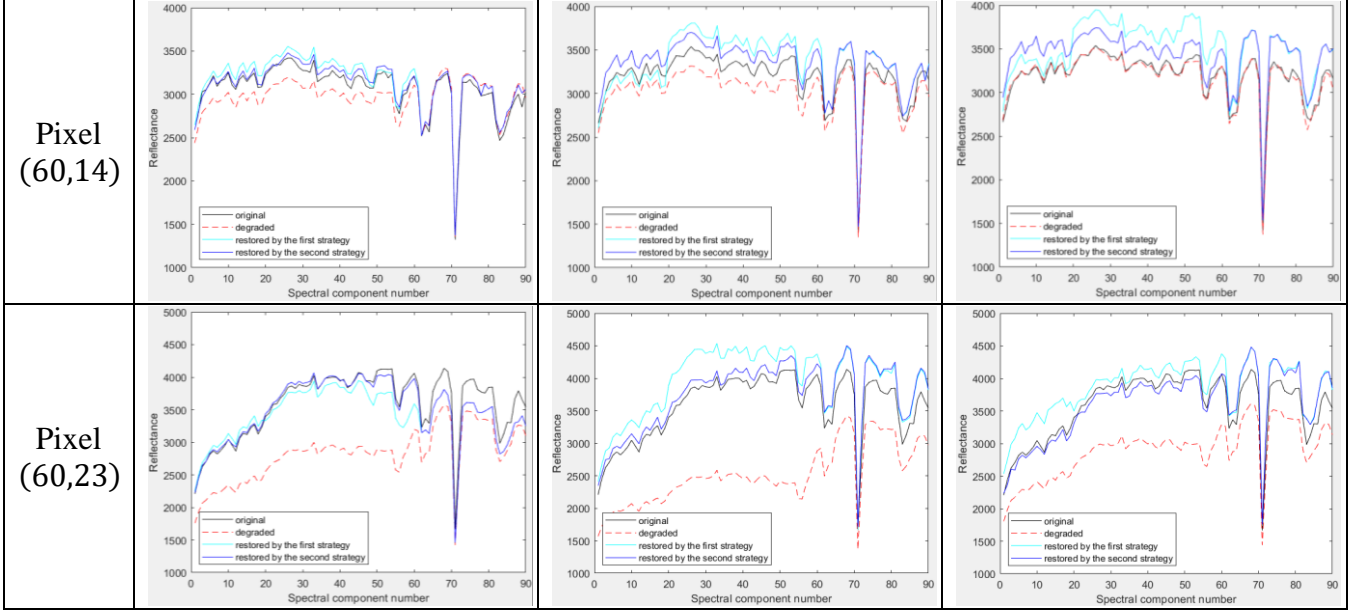 Pixel
(60,14)
4000
3500
3000
2500
2000
1500
1000
Reflectance
original
degraded
restored by the first strategy
restored by the second strategy
0 10 20 30 40 50 60 70 80 90
Spectral component number
4000
3500
3000
2500
2000
1500
1000
Reflectance
original
degraded
restored by the first strategy
restored by the second strategy
0 10 20 30 40 50 60 70 80 90
Spectral component number
4000
3500
3000
2500
2000
1500
1000
Reflectance
original
degraded
restored by the first strategy
restored by the second strategy
0 10 20 30 40 50 60 70 80 90
Spectral component number
Pixel
(60,23)
5000
4500
4000
3500
3000
2500
2000
1500
1000
Reflectance
original
degraded
restored by the first strategy
restored by the second strategy
0 10 20 30 40 50 60 70 80 90
Spectral component number
5000
4500
4000
3500
3000
2500
2000
1500
1000
Reflectance
original
degraded
restored by the first strategy
restored by the second strategy
0 10 20 30 40 50 60 70 80 90
Spectral component number
5000
4500
4000
3500
3000
2500
2000
1500
1000
Reflectance
original
degraded
restored by the first strategy
restored by the second strategy
0 10 20 30 40 50 60 70 80 90
Spectral component number